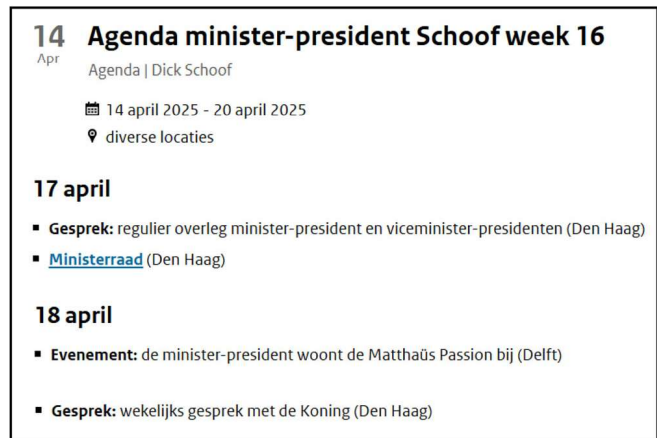 14 Agenda minister-president Schoof week 16
Apr
Agenda | Dick Schoof
14 april 2025 - 20 april 2025
diverse locaties
17 april
Gesprek: regulier overleg minister-president en viceminister-presidenten (Den Haag)
Ministerraad (Den Haag)
18 april
Evenement: de minister-president woont de Matthaüs Passion bij (Delft)
Gesprek: wekelijks gesprek met de Koning (Den Haag)